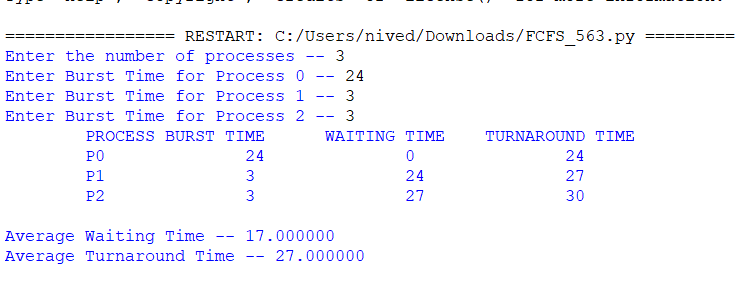 ================= RESTART: C:/Users/nived/Downloads/FCFS_563.py =========
Enter the number of processes -- 3
Enter Burst Time for Process 0 -- 24
Enter Burst Time for Process 1 -- 3
Enter Burst Time for Process 2 -- 3
PROCESS BURST TIME WAITING TIME TURNAROUND TIME
P0 24 0 24
P1 3 24 27
P2 3 27 30
Average Waiting Time -- 17.000000
Average Turnaround Time -- 27.000000